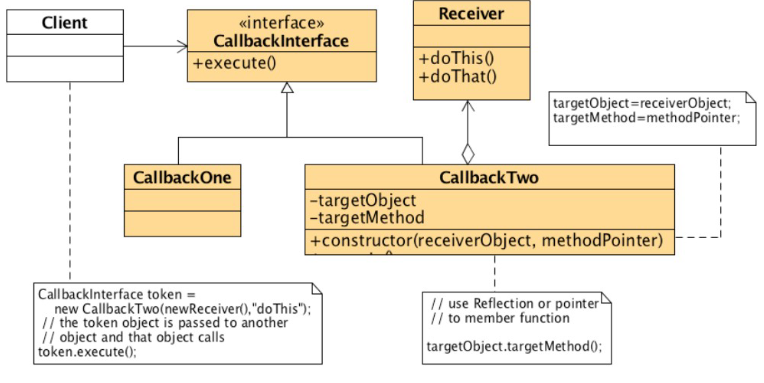 Client
«interface»
CallbackInterface
+execute()
Receiver
+doThis()
+doThat()
targetObject=receiverObject;
targetMethod=methodPointer;
CallbackOne
CallbackTwo
-targetObject
-targetMethod
+constructor(receiverObject, methodPointer)
CallbackInterface token =
new CallbackTwo(newReceiver(),"doThis");
// the token object is passed to another
// object and that object calls
token.execute();
// use Reflection or pointer
// to member function
targetObject.targetMethod();